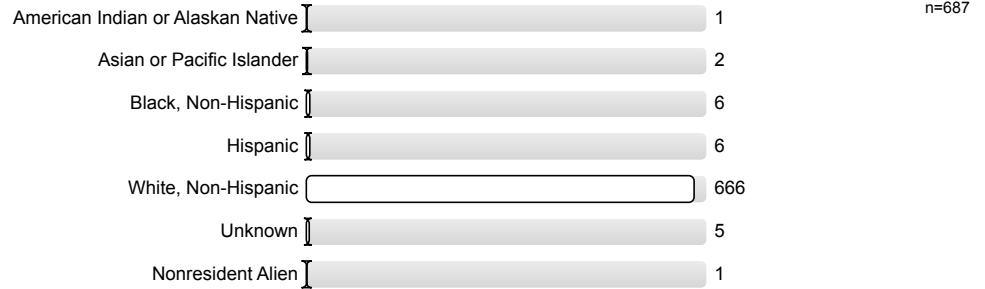 n=687
American Indian or Alaskan Native 1
Asian or Pacific Islander 2
Black, Non-Hispanic 6
Hispanic 6
White, Non-Hispanic 666
Unknown 5
Nonresident Alien 1